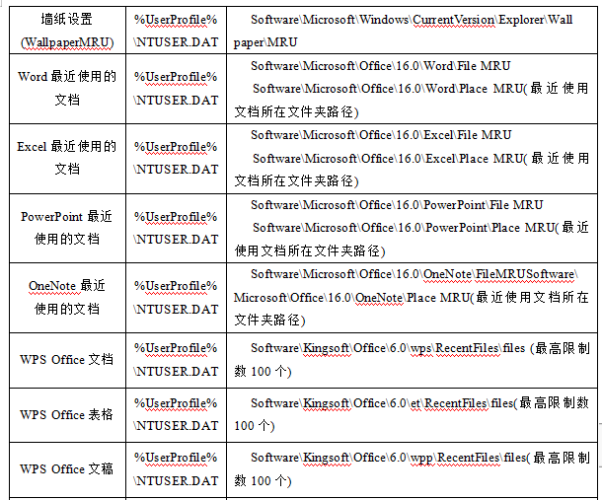 墙纸设置
(WallpaperMRU)
%UserProfile%
\NTUSER.DAT
Software\Microsoft\Windows\CurrentVersion\Explorer\Wall
paper\MRU
Word 最近使用的
文档
%UserProfile%
\NTUSER.DAT
Software\Microsoft\Office\16.0\Word\File MRU
Software\Microsoft\Office\16.0\Word\Place MRU(最近使用
文档所在文件夹路径)
Excel 最近使用的
文档
%UserProfile%
\NTUSER.DAT
Software\Microsoft\Office\16.0\Excel\File MRU
Software\Microsoft\Office\16.0\Excel\Place MRU(最近使用
文档所在文件夹路径)
PowerPoint 最近
使用的文档
%UserProfile%
\NTUSER.DAT
Software\Microsoft\Office\16.0\PowerPoint\File MRU
Software\Microsoft\Office\16.0\PowerPoint\Place MRU(最近
使用文档所在文件夹路径)
OneNote 最近
使用的文档
%UserProfile%
\NTUSER.DAT
Software\Microsoft\Office\16.0\OneNote\FileMRUSoftware\
Microsoft\Office\16.0\OneNote\Place MRU(最近使用文档所在
文件夹路径)
WPS Office 文档
%UserProfile%
\NTUSER.DAT
Software\Kingsoft\Office\6.0\wps\RecentFiles\files (最高限制
数 100 个)
WPS Office 表格
%UserProfile%
\NTUSER.DAT
Software\Kingsoft\Office\6.0\et\RecentFiles\files(最高限制数
100 个)
WPS Office 文稿
%UserProfile%
\NTUSER.DAT
Software\Kingsoft\Office\6.0\wpp\RecentFiles\files(最高限制
数 100 个)